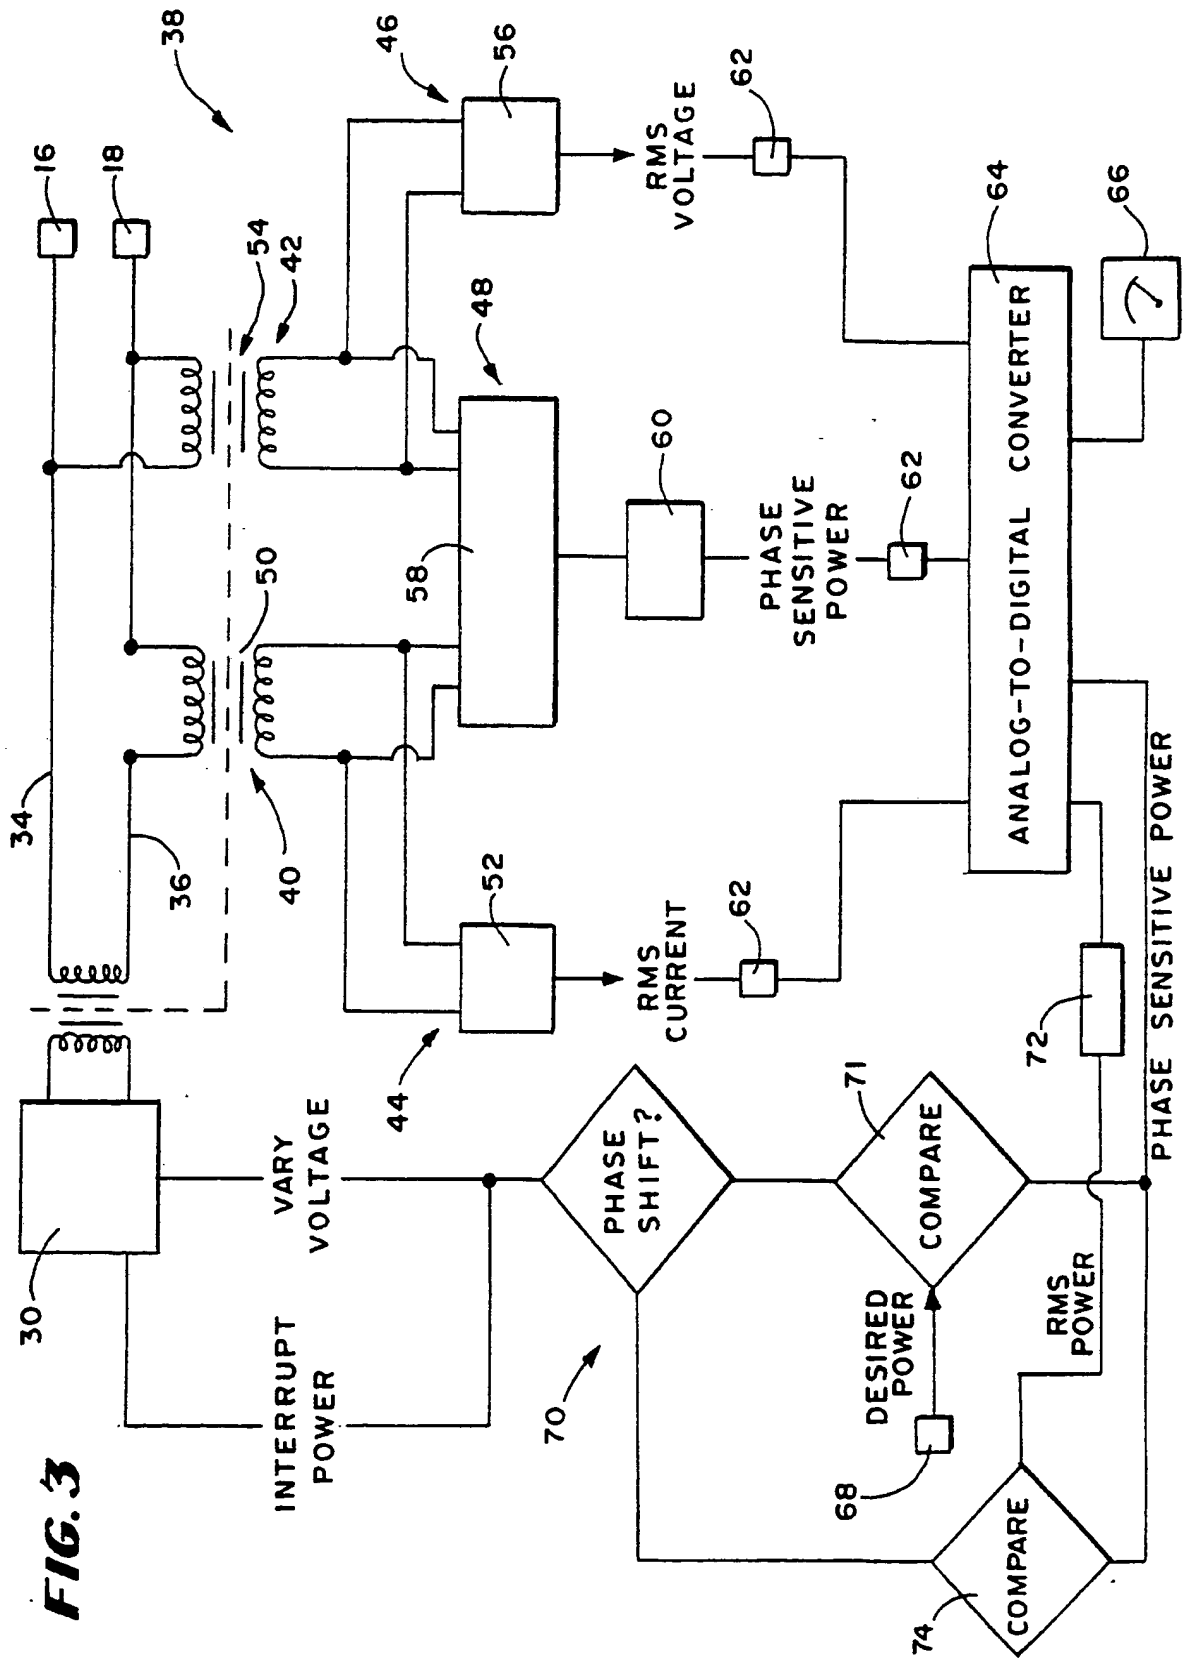 FIG. 3
30
34
36
16
18
38
54
42
50
40
46
56
48
58
44
52
60
62
62
62
RMS
VOLTAGE
PHASE
SENSITIVE
POWER
RMS
CURRENT
VARY
VOLTAGE
INTERRUPT
POWER
PHASE
SHIFT?
70
71
COMPARE
DESIRED
POWER
68
64
ANALOG-TO-DIGITAL CONVERTER
66
72
RMS
POWER
74
COMPARE
PHASE SENSITIVE POWER